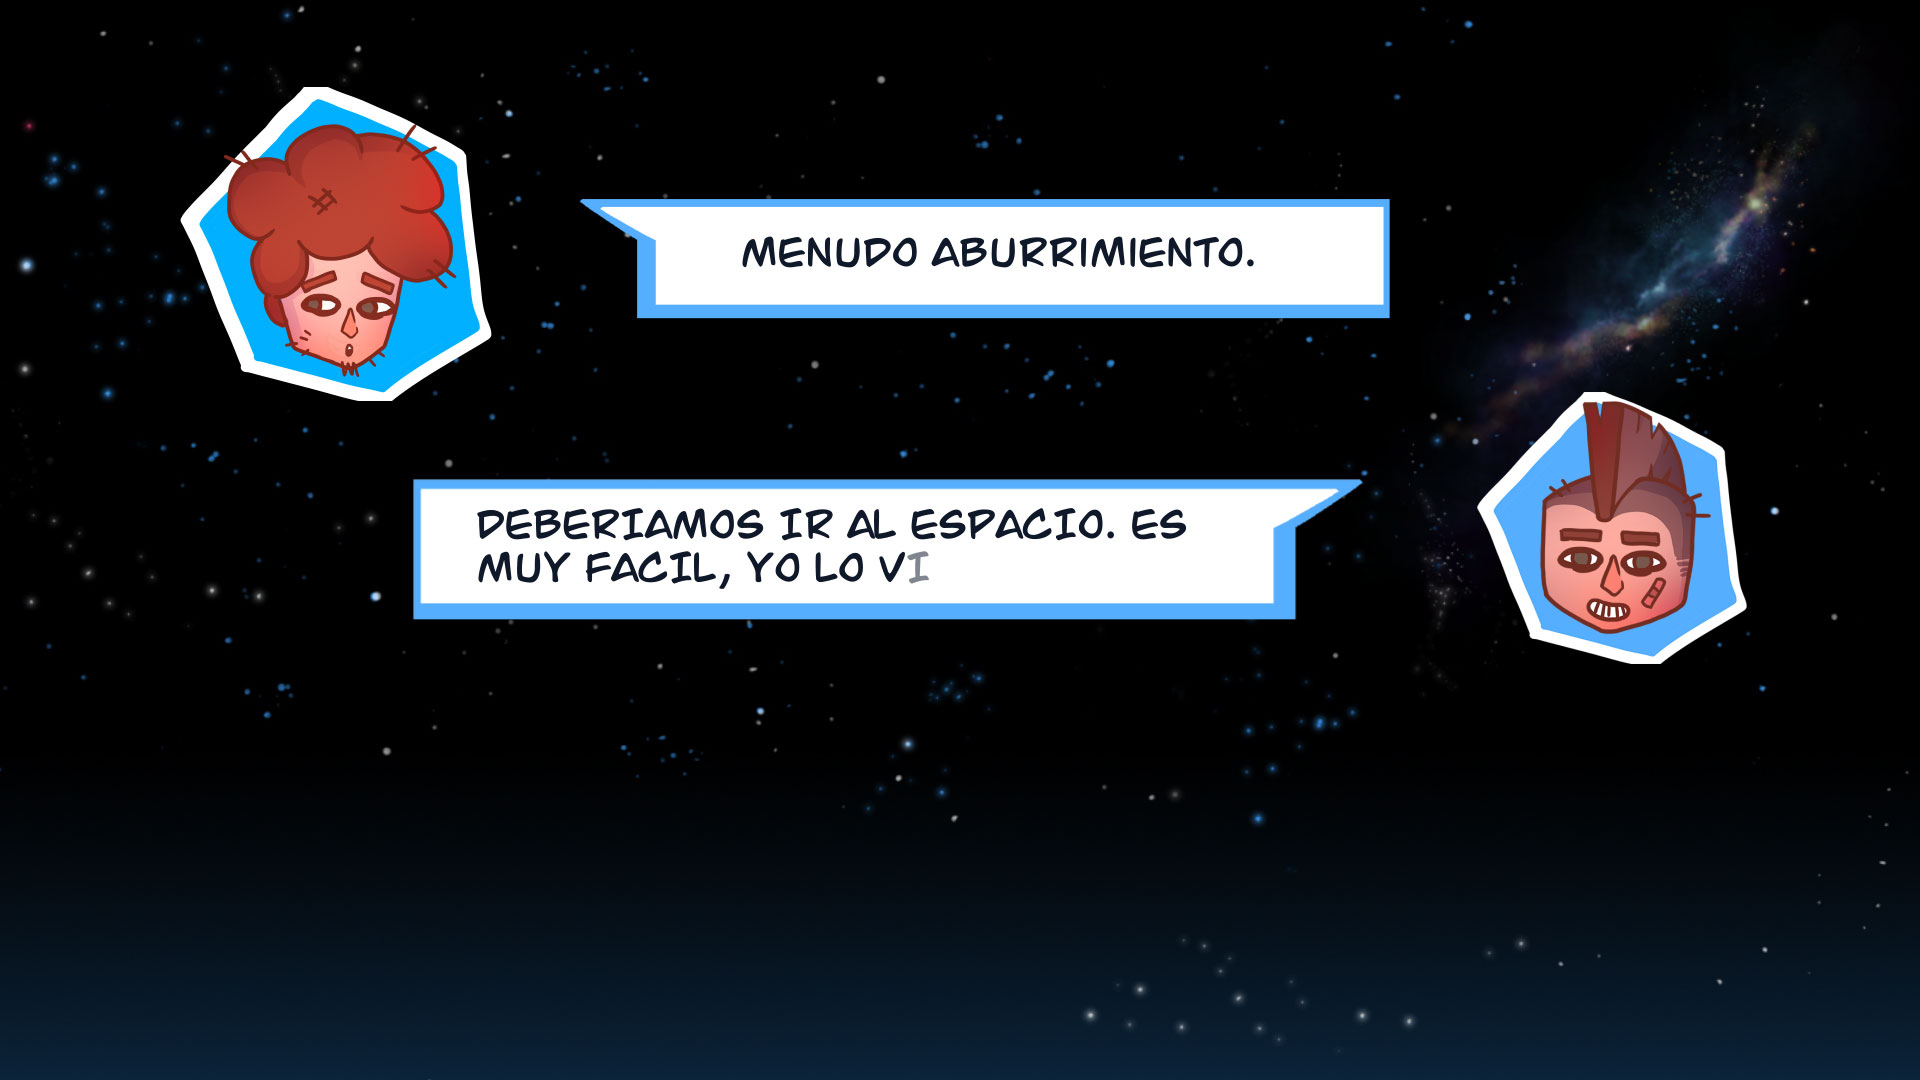 MENUDO ABURRIMIENTO.
DEBERIAMOS IR AL ESPACIO. ES
MUY FACIL, YO LO VI